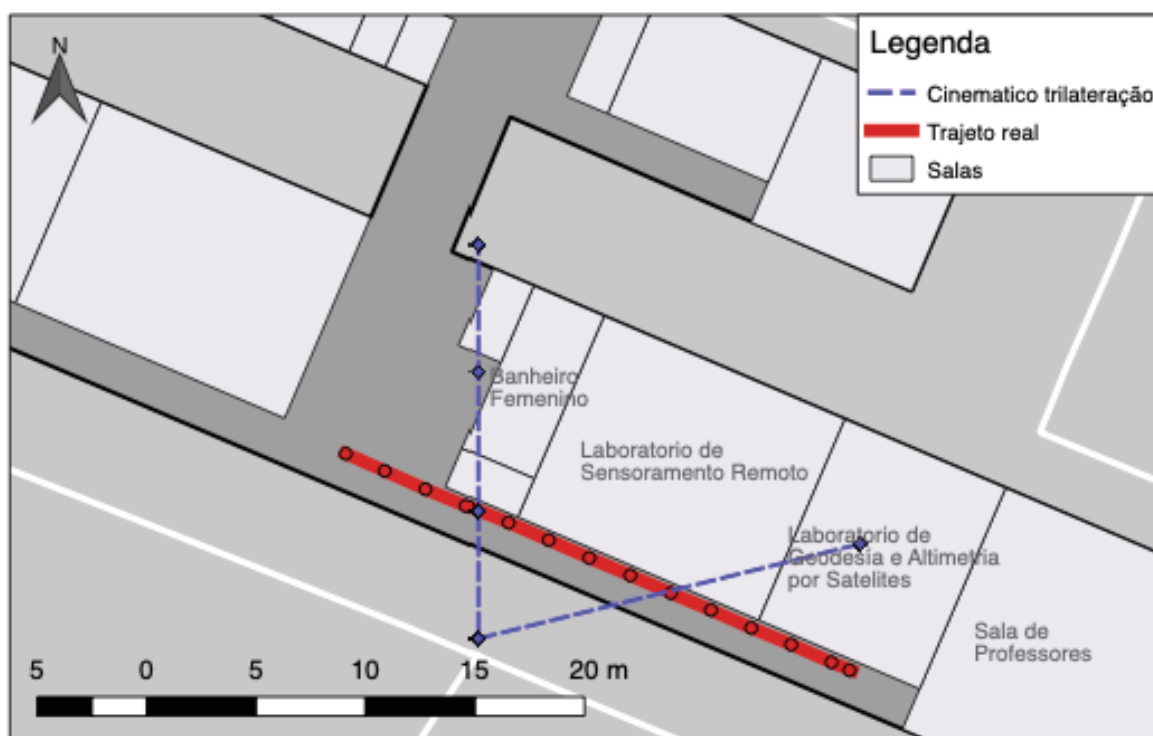 N
Legenda
Cinematico trilateração
Trajeto real
Salas
Banheiro
Femenino
Laboratorio de
Sensoramento Remoto
Laboratorio de
Geodesia e Altimetria
por Satelites
Sala de
Professores
5 0 5 10 15 20 m